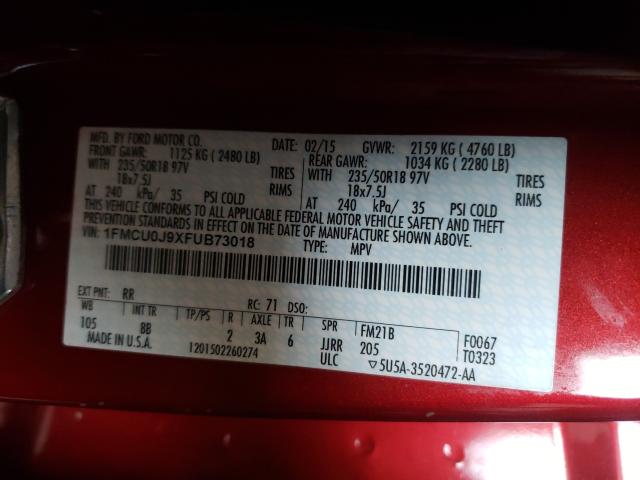 MFD. BY FORD MOTOR CO.
DATE: 02/15 GVWR: 2159 KG ( 4760 LB)
FRONT GAWR: 1125 KG ( 2480 LB) REAR GAWR: 1034 KG ( 2280 LB)
WITH 235/50R18 97V TIRES WITH 235/50R18 97V TIRES
18x7.5J RIMS 18x7.5J RIMS
AT 240 kPa/ 35 PSI COLD AT 240 kPa/ 35 PSI COLD
THIS VEHICLE CONFORMS TO ALL APPLICABLE FEDERAL MOTOR VEHICLE SAFETY AND THEFT
PREVENTION STANDARDS IN EFFECT ON THE DATE OF MANUFACTURE SHOWN ABOVE.
VIN: 1FMCU0J9XFUB73018 TYPE: MPV
EXT PNT: RR RC: 71 DSO:
WB INT TR TP/PS R AXLE TR SPR FM21B F0067
105 BB 2 3A 6 JJRR 205 T0323
MADE IN U.S.A. 1201502260274 ULC ▽5U5A-3520472-AA